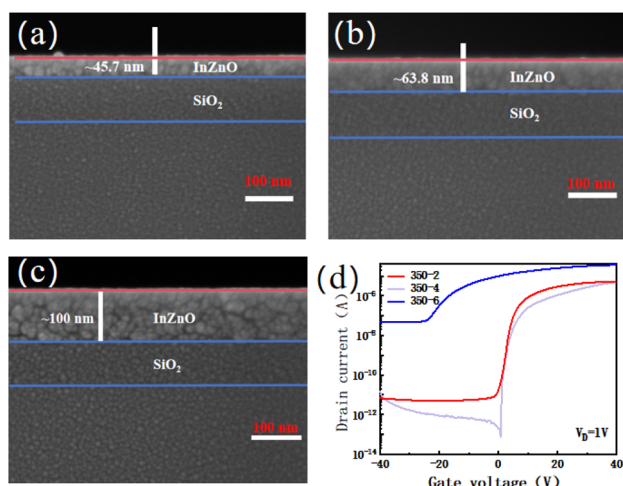 (a)
~45.7 nm
InZnO
SiO₂
100 nm
(b)
~63.8 nm
InZnO
SiO₂
100 nm
(c)
~100 nm
InZnO
SiO₂
100 nm
(d)
350-2
350-4
350-6
Drain current (A)
10⁻⁶
10⁻⁸
10⁻¹⁰
10⁻¹²
10⁻¹⁴
V_D=1V
-40 -20 0 20 40
Gate voltage (V)